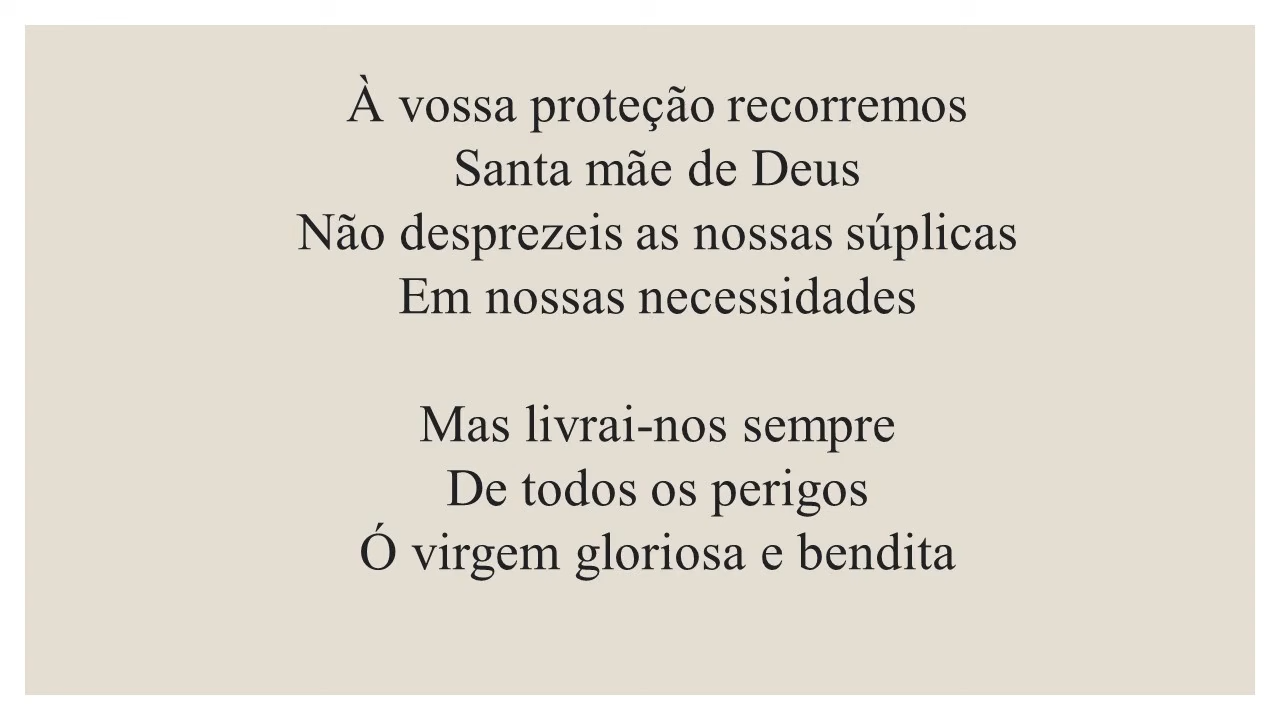 À vossa proteção recorremos
Santa mãe de Deus
Não desprezeis as nossas súplicas
Em nossas necessidades
Mas livrai-nos sempre
De todos os perigos
Ó virgem gloriosa e bendita